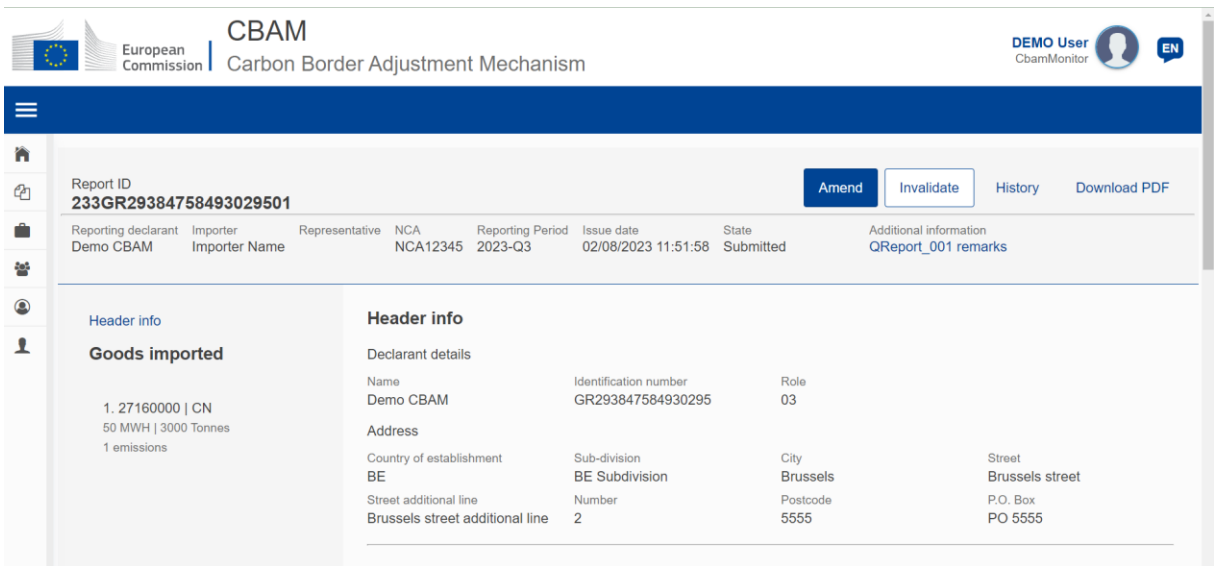 European
Commission
CBAM
Carbon Border Adjustment Mechanism
DEMO User
CbamMonitor
EN
Report ID
233GR29384758493029501
Amend Invalidate History Download PDF
Reporting declarant Importer Representative NCA Reporting Period Issue date State Additional information
Demo CBAM Importer Name NCA12345 2023-Q3 02/08/2023 11:51:58 Submitted QReport_001 remarks
Header info
Goods imported
1. 27160000 | CN
50 MWH | 3000 Tonnes
1 emissions
Header info
Declarant details
Name Identification number Role
Demo CBAM GR293847584930295 03
Address
Country of establishment Sub-division City Street
BE BE Subdivision Brussels Brussels street
Street additional line Number Postcode P.O. Box
Brussels street additional line 2 5555 PO 5555